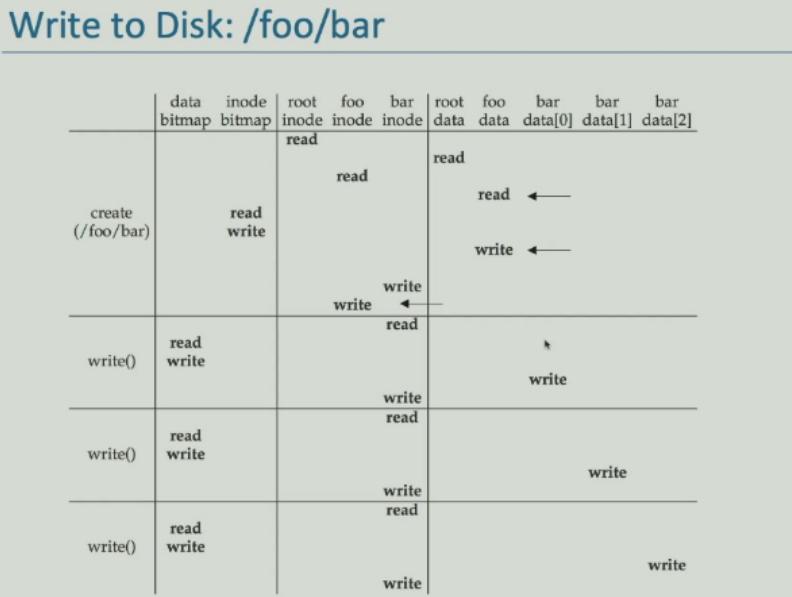 Write to Disk: /foo/bar
data inode root foo bar root foo bar bar bar
bitmap bitmap inode inode inode data data data[0] data[1] data[2]
read
read
read
read
create read
(/foo/bar) write
write
write
write
read
read
write() write
write
write
read
read
write() write
write
write
read
read
write() write
write
write